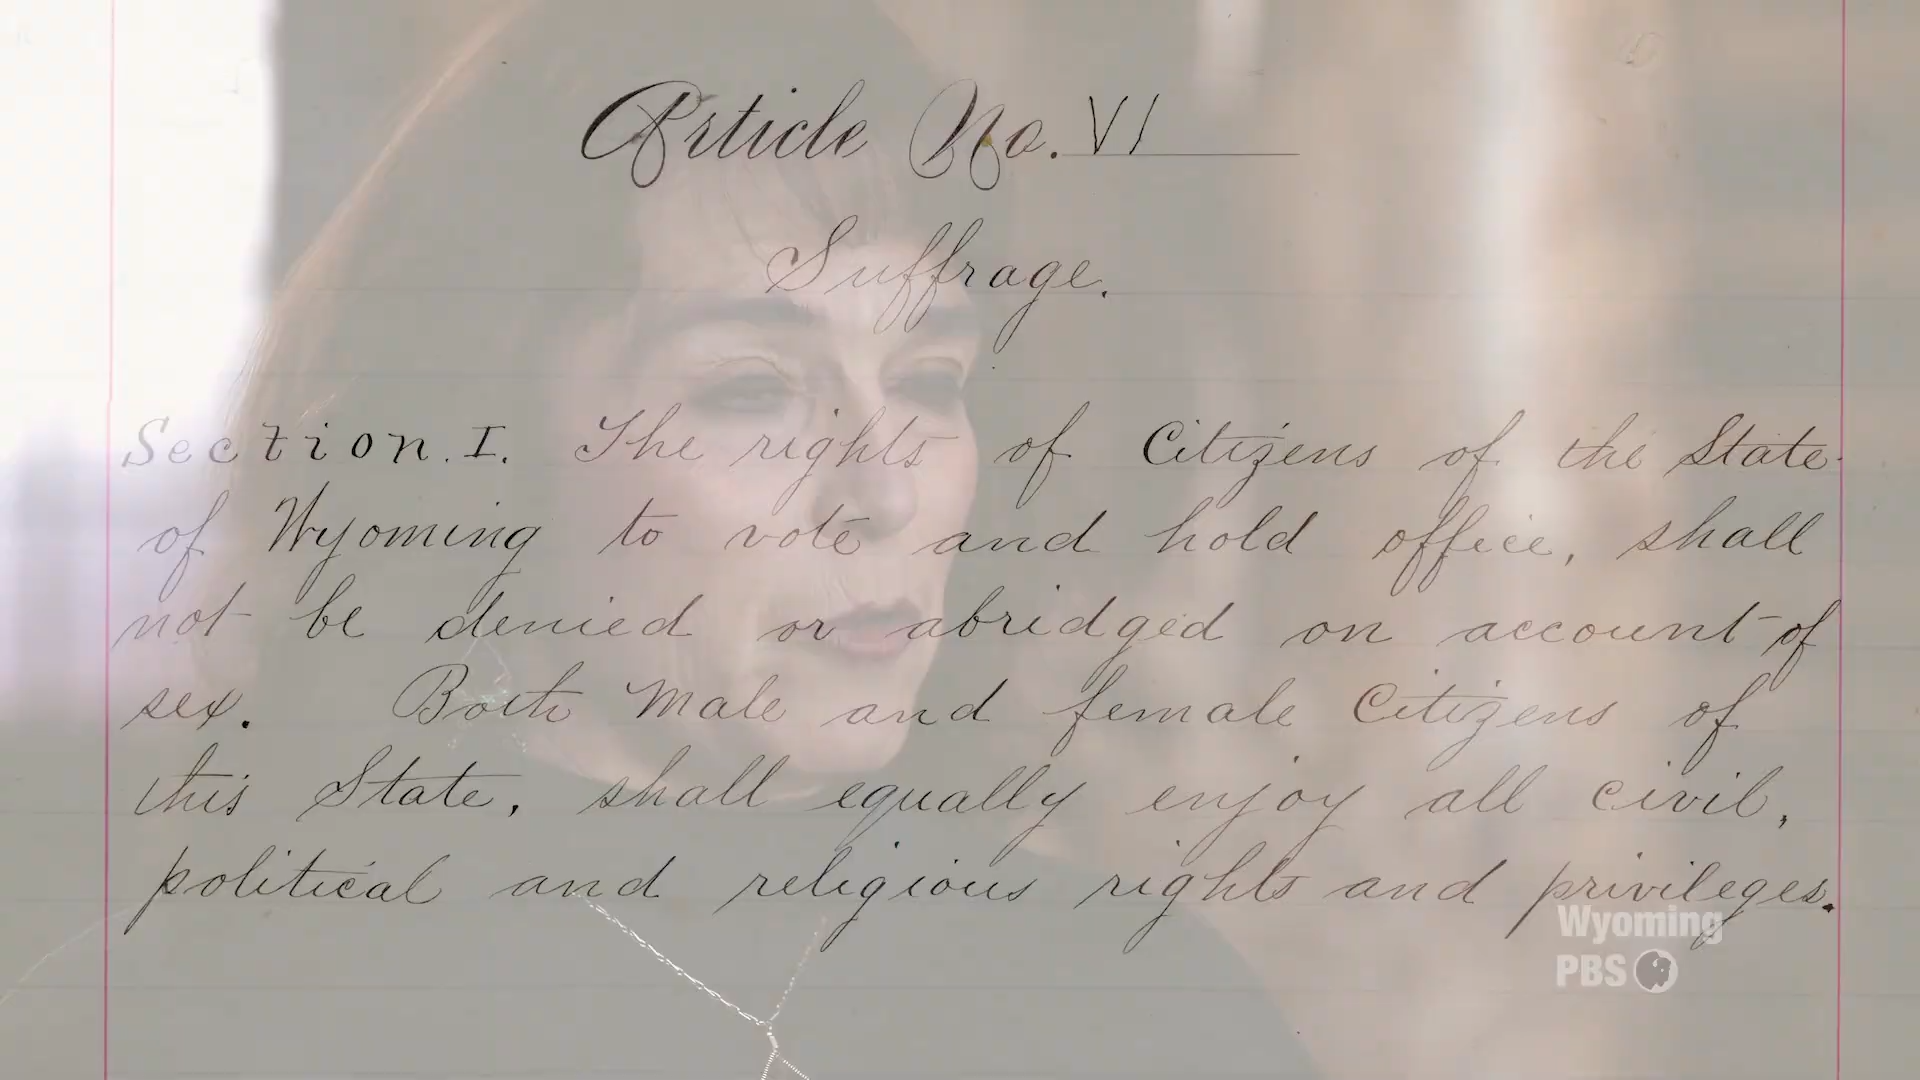 Article No. VI
Suffrage.
Section. I. The rights of Citizens of the State
of Wyoming to vote and hold office, shall
not be denied or abridged on account of
sex. Both Male and female Citizens of
this State, shall equally enjoy all civil,
political and religious rights and privileges.
Wyoming
PBS